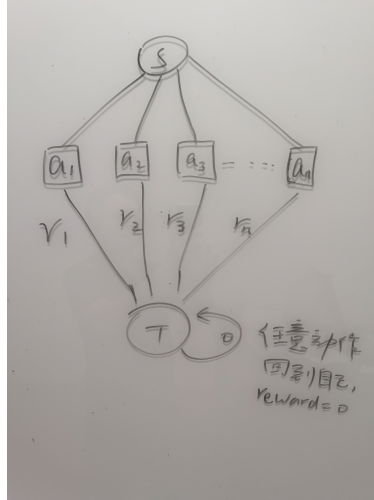 S
a1 a2 a3 = ... an
r1 r2 r3 rn
T 0
任意动作
回到自己,
reward=0